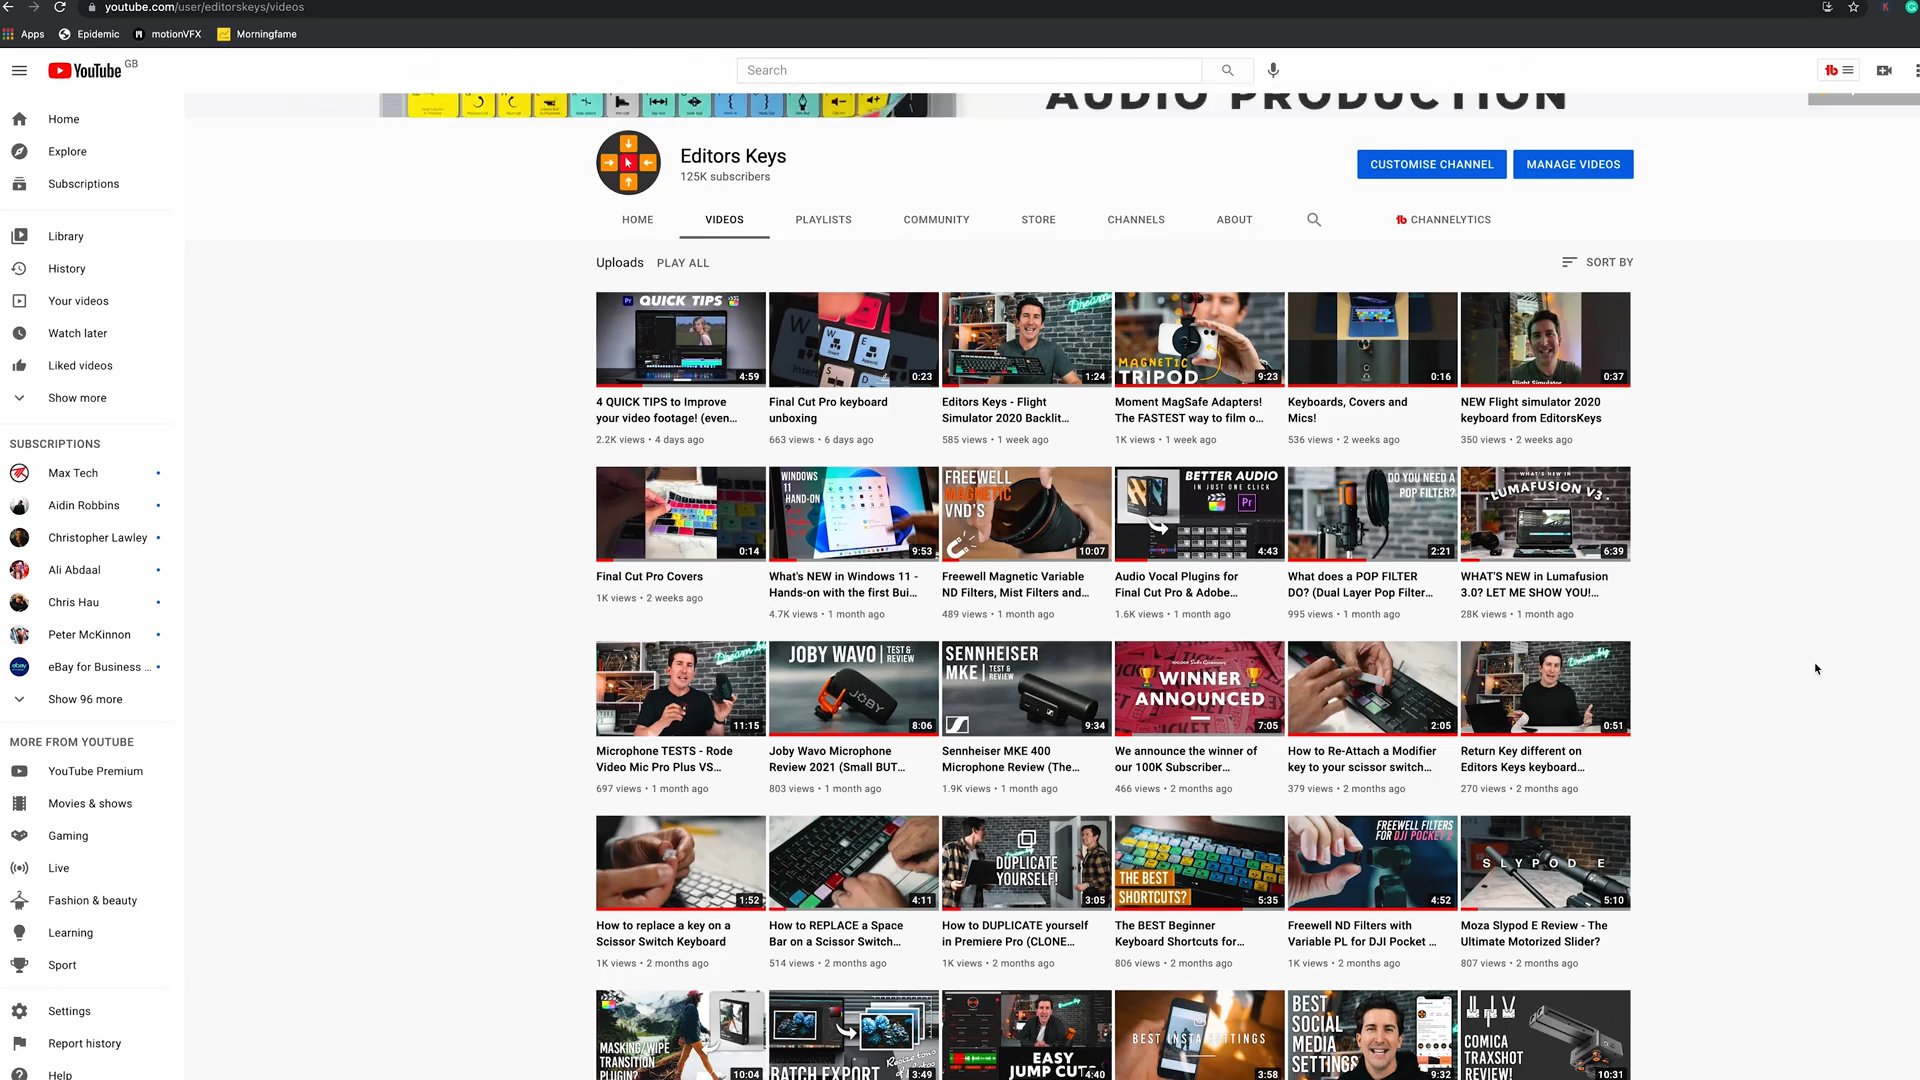 youtube.com/user/editorskeys/videos
Apps Epidemic motionVFX Morningfame
YouTube GB
Search
AUDIO PRODUCTION
Home
Explore
Subscriptions
Library
History
Your videos
Watch later
Liked videos
Show more
SUBSCRIPTIONS
Max Tech
Aidin Robbins
Christopher Lawley
Ali Abdaal
Chris Hau
Peter McKinnon
eBay for Business ...
Show 96 more
MORE FROM YOUTUBE
YouTube Premium
Movies & shows
Gaming
Live
Fashion & beauty
Learning
Sport
Settings
Report history
Help
Editors Keys
125K subscribers
CUSTOMISE CHANNEL MANAGE VIDEOS
HOME VIDEOS PLAYLISTS COMMUNITY STORE CHANNELS ABOUT CHANNELYTICS
Uploads PLAY ALL SORT BY
Pr QUICK TIPS
4:59
4 QUICK TIPS to Improve
your video footage! (even...
2.2K views • 4 days ago
W
E
S
D
0:23
Final Cut Pro keyboard
unboxing
663 views • 6 days ago
Dream
1:24
Editors Keys - Flight
Simulator 2020 Backlit...
585 views • 1 week ago
MAGNETIC
TRIPOD
9:23
Moment MagSafe Adapters!
The FASTEST way to film o...
1K views • 1 week ago
0:16
Keyboards, Covers and
Mics!
536 views • 2 weeks ago
Flight Simulator
0:37
NEW Flight simulator 2020
keyboard from EditorsKeys
350 views • 2 weeks ago
0:14
Final Cut Pro Covers
1K views • 2 weeks ago
WINDOWS
11
HAND-ON
9:53
What's NEW in Windows 11 -
Hands-on with the first Bui...
4.7K views • 1 month ago
FREEWELL
MAGNETIC
VND'S
10:07
Freewell Magnetic Variable
ND Filters, Mist Filters and...
489 views • 1 month ago
BETTER AUDIO
IN JUST ONE CLICK
Pr
4:43
Audio Vocal Plugins for
Final Cut Pro & Adobe...
1.6K views • 1 month ago
DO YOU NEED A
POP FILTER?
2:21
What does a POP FILTER
DO? (Dual Layer Pop Filter...
995 views • 1 month ago
WHAT'S NEW IN
LUMAFUSION V3
6:39
WHAT'S NEW in Lumafusion
3.0? LET ME SHOW YOU!...
28K views • 1 month ago
Dream bi
11:15
Microphone TESTS - Rode
Video Mic Pro Plus VS...
697 views • 1 month ago
JOBY WAVO TEST & REVIEW
JOBY
8:06
Joby Wavo Microphone
Review 2021 (Small BUT...
803 views • 1 month ago
SENNHEISER
MKE TEST & REVIEW
9:34
Sennheiser MKE 400
Microphone Review (The...
1.9K views • 1 month ago
WINNER
ANNOUNCED
7:05
We announce the winner of
our 100K Subscriber...
466 views • 2 months ago
2:05
How to Re-Attach a Modifier
key to your scissor switch...
379 views • 2 months ago
Dream big
0:51
Return Key different on
Editors Keys keyboard...
270 views • 2 months ago
1:52
How to replace a key on a
Scissor Switch Keyboard
1K views • 2 months ago
4:11
How to REPLACE a Space
Bar on a Scissor Switch...
514 views • 2 months ago
DUPLICATE
YOURSELF!
3:05
How to DUPLICATE yourself
in Premiere Pro (CLONE...
1K views • 2 months ago
THE BEST
SHORTCUTS?
5:35
The BEST Beginner
Keyboard Shortcuts for...
806 views • 2 months ago
FREEWELL FILTERS
FOR DJI POCKET 2
4:52
Freewell ND Filters with
Variable PL for DJI Pocket ...
1K views • 2 months ago
SLYPOD E
5:10
Moza Slypod E Review - The
Ultimate Motorized Slider?
807 views • 2 months ago
MASKING/WIPE
TRANSITION
PLUGIN?
10:04
BATCH EXPORT
3:49
EASY
JUMP CUTS
4:40
BEST INSTA SETTINGS
3:58
BEST
SOCIAL
MEDIA
SETTINGS
9:32
COMICA
TRAXSHOT
REVIEW!
10:31